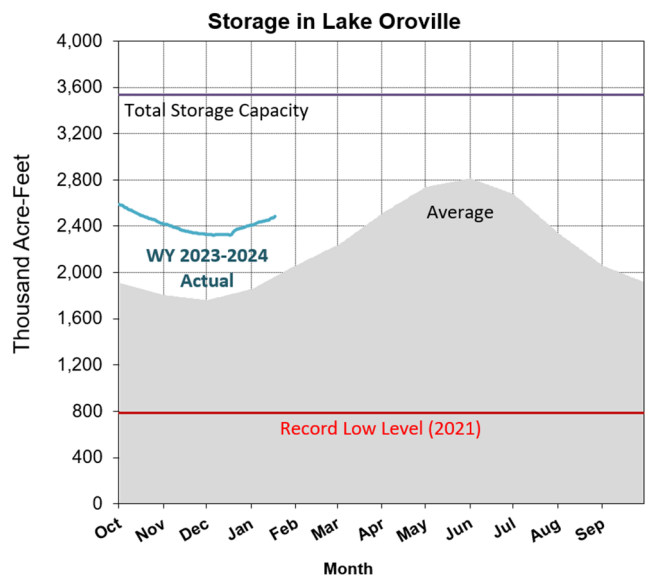 Storage in Lake Oroville
4,000
3,600
Total Storage Capacity
3,200
2,800
Average
2,400
WY 2023-2024
Actual
2,000
1,600
1,200
800
Record Low Level (2021)
400
0
Thousand Acre-Feet
Oct Nov Dec Jan Feb Mar Apr May Jun Jul Aug Sep
Month